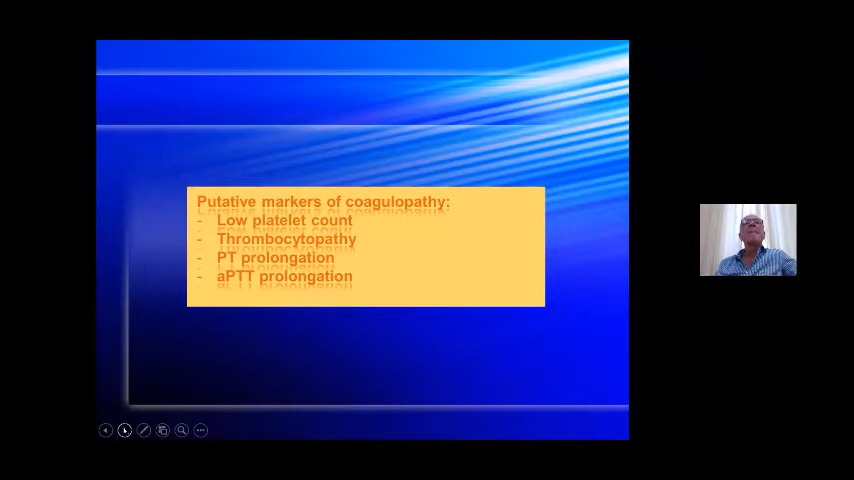 Putative markers of coagulopathy:
- Low platelet count
- Thrombocytopathy
- PT prolongation
- aPTT prolongation